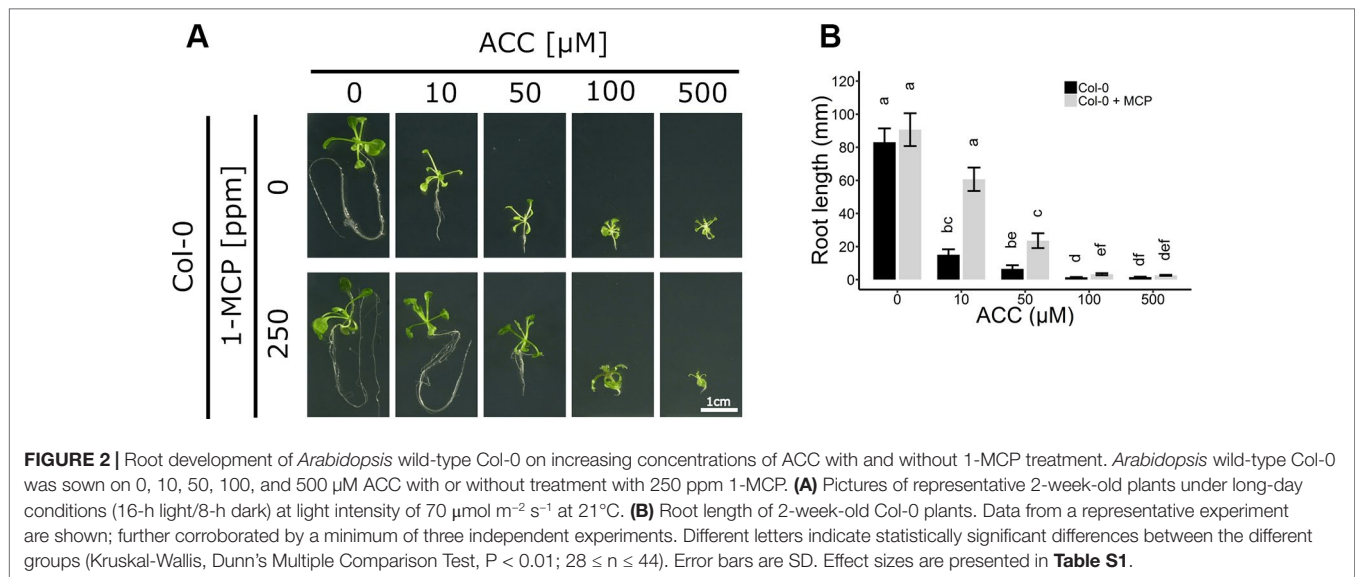 A
ACC [µM]
0 10 50 100 500
Col-0
1-MCP [ppm]
0
250
1cm
B
Root length (mm)
120
100
80
60
40
20
0
a a
bc a
be c
d ef
df def
Col-0
Col-0 + MCP
0 10 50 100 500
ACC (µM)
FIGURE 2 | Root development of Arabidopsis wild-type Col-0 on increasing concentrations of ACC with and without 1-MCP treatment. Arabidopsis wild-type Col-0
was sown on 0, 10, 50, 100, and 500 µM ACC with or without treatment with 250 ppm 1-MCP. (A) Pictures of representative 2-week-old plants under long-day
conditions (16-h light/8-h dark) at light intensity of 70 µmol m⁻² s⁻¹ at 21°C. (B) Root length of 2-week-old Col-0 plants. Data from a representative experiment
are shown; further corroborated by a minimum of three independent experiments. Different letters indicate statistically significant differences between the different
groups (Kruskal-Wallis, Dunn’s Multiple Comparison Test, P < 0.01; 28 ≤ n ≤ 44). Error bars are SD. Effect sizes are presented in Table S1.